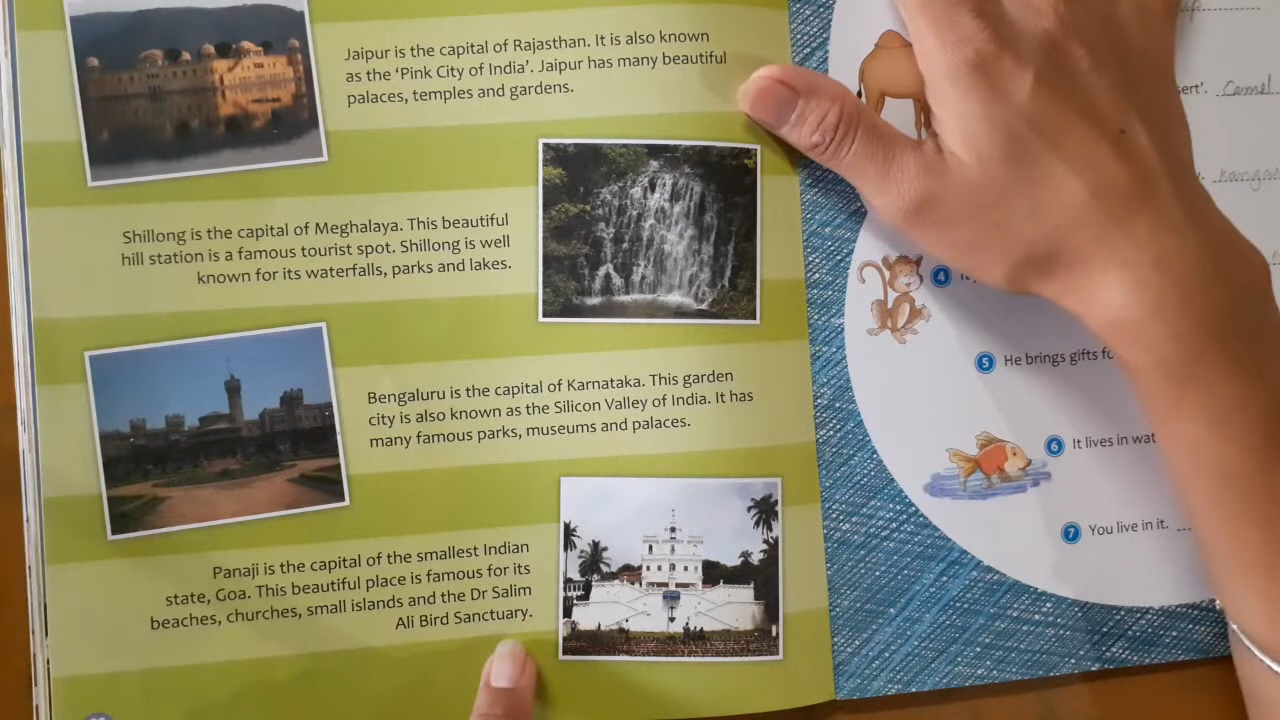 Jaipur is the capital of Rajasthan. It is also known
as the ‘Pink City of India’. Jaipur has many beautiful
palaces, temples and gardens.
Shillong is the capital of Meghalaya. This beautiful
hill station is a famous tourist spot. Shillong is well
known for its waterfalls, parks and lakes.
Bengaluru is the capital of Karnataka. This garden
city is also known as the Silicon Valley of India. It has
many famous parks, museums and palaces.
Panaji is the capital of the smallest Indian
state, Goa. This beautiful place is famous for its
beaches, churches, small islands and the Dr Salim
Ali Bird Sanctuary.
Camel
4
5 He brings gifts
6 It lives in
7 You live in it.